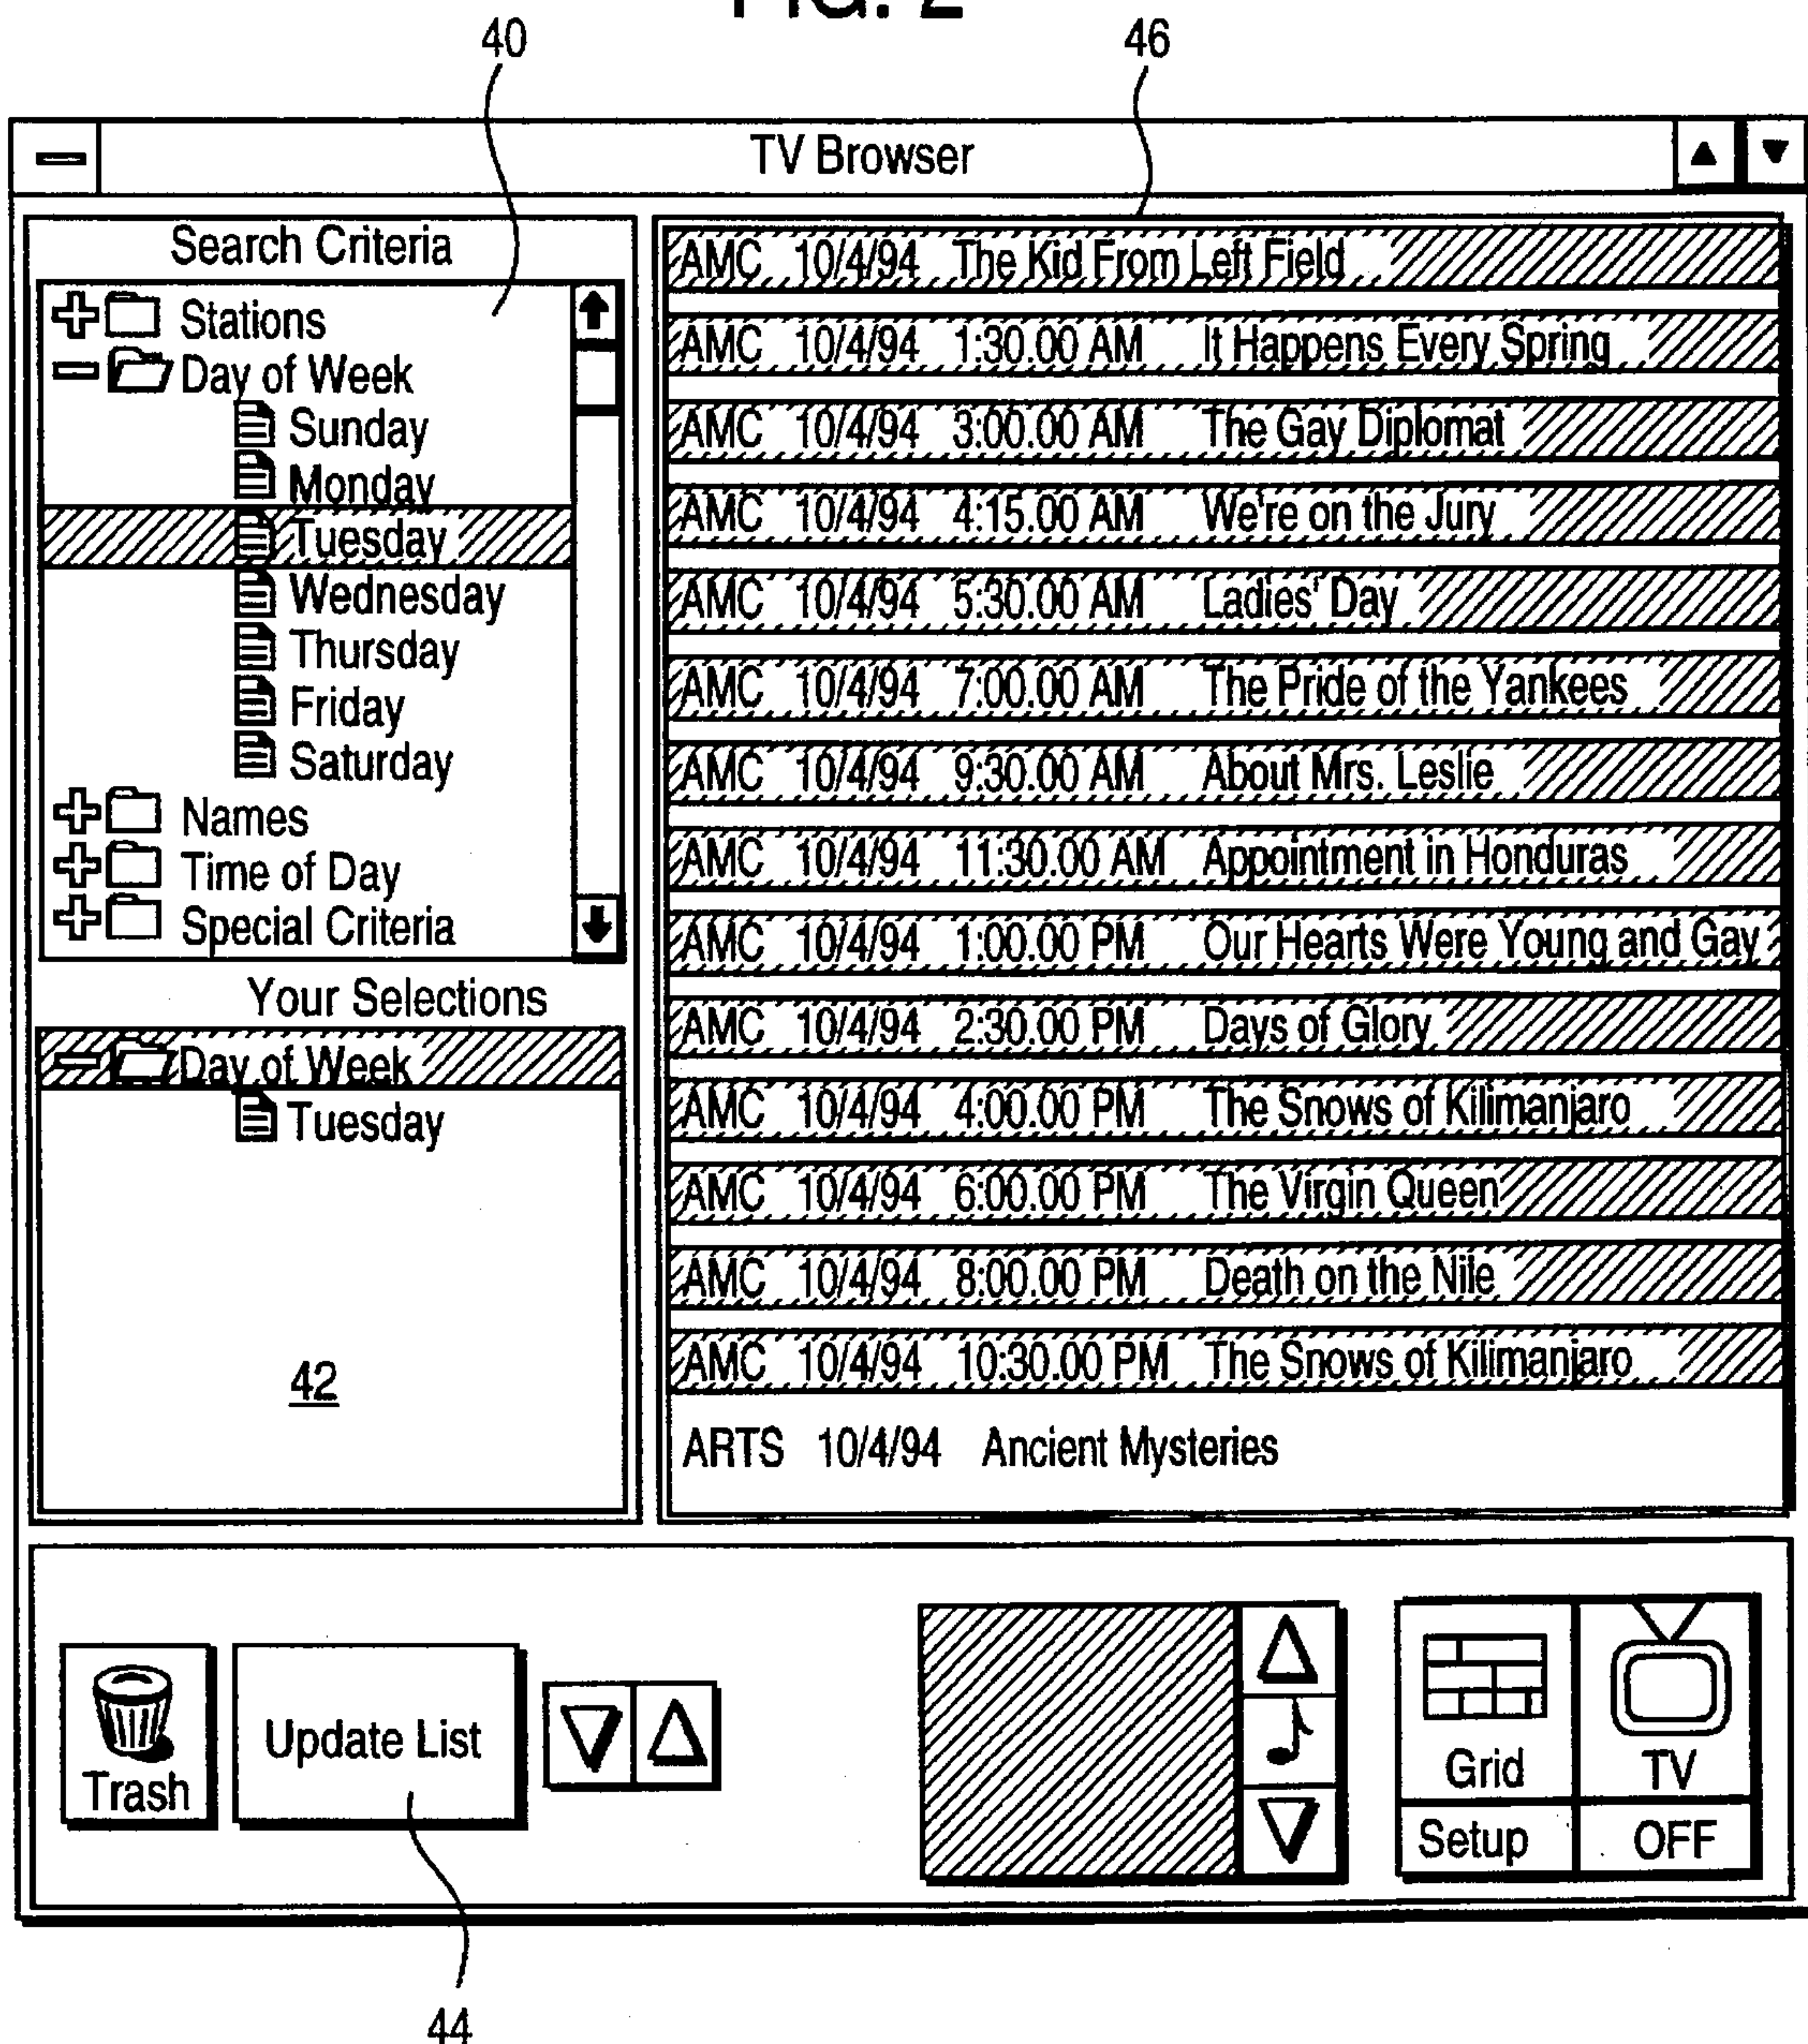 FIG. 2
40
46
TV Browser
Search Criteria
Stations
Day of Week
Sunday
Monday
Tuesday
Wednesday
Thursday
Friday
Saturday
Names
Time of Day
Special Criteria
Your Selections
Day of Week
Tuesday
42
AMC 10/4/94 The Kid From Left Field
AMC 10/4/94 1:30.00 AM It Happens Every Spring
AMC 10/4/94 3:00.00 AM The Gay Diplomat
AMC 10/4/94 4:15.00 AM We're on the Jury
AMC 10/4/94 5:30.00 AM Ladies' Day
AMC 10/4/94 7:00.00 AM The Pride of the Yankees
AMC 10/4/94 9:30.00 AM About Mrs. Leslie
AMC 10/4/94 11:30.00 AM Appointment in Honduras
AMC 10/4/94 1:00.00 PM Our Hearts Were Young and Gay
AMC 10/4/94 2:30.00 PM Days of Glory
AMC 10/4/94 4:00.00 PM The Snows of Kilimanjaro
AMC 10/4/94 6:00.00 PM The Virgin Queen
AMC 10/4/94 8:00.00 PM Death on the Nile
AMC 10/4/94 10:30.00 PM The Snows of Kilimanjaro
ARTS 10/4/94 Ancient Mysteries
Trash
Update List
Grid
TV
Setup
OFF
44